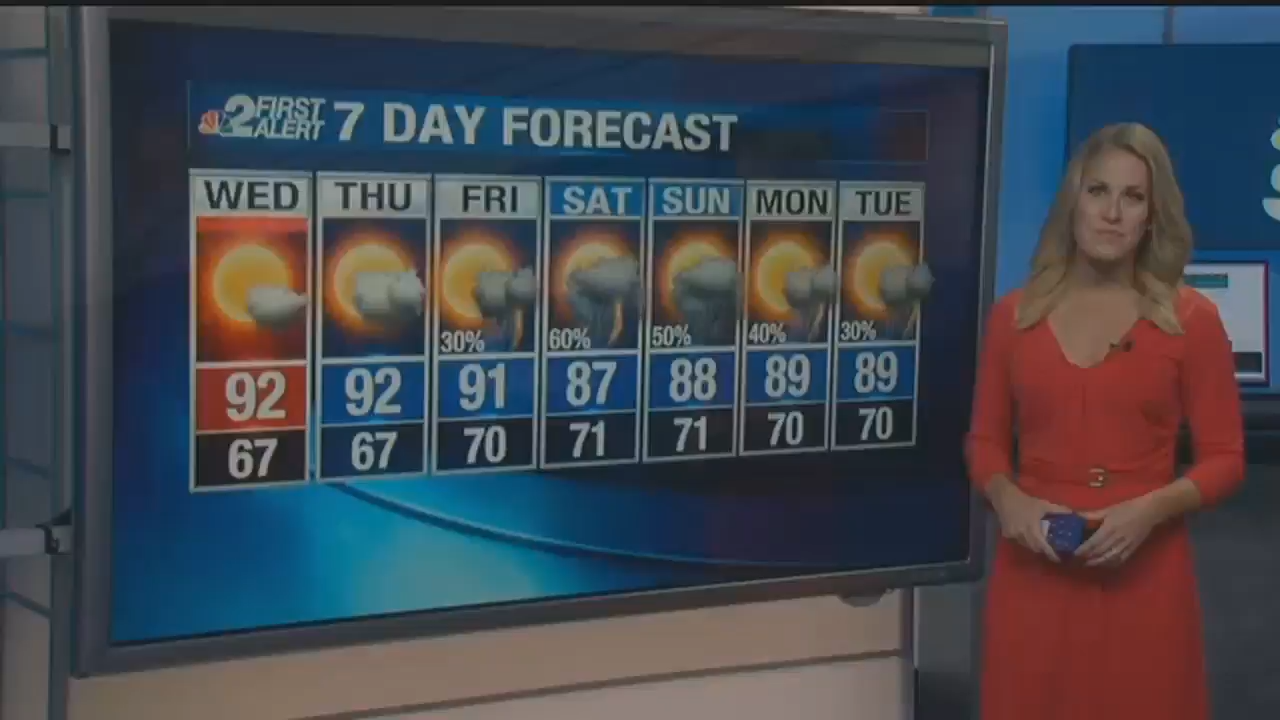 2 FIRST ALERT 7 DAY FORECAST
WED THU FRI SAT SUN MON TUE
30% 60% 50% 40% 30%
92 92 91 87 88 89 89
67 67 70 71 71 70 70